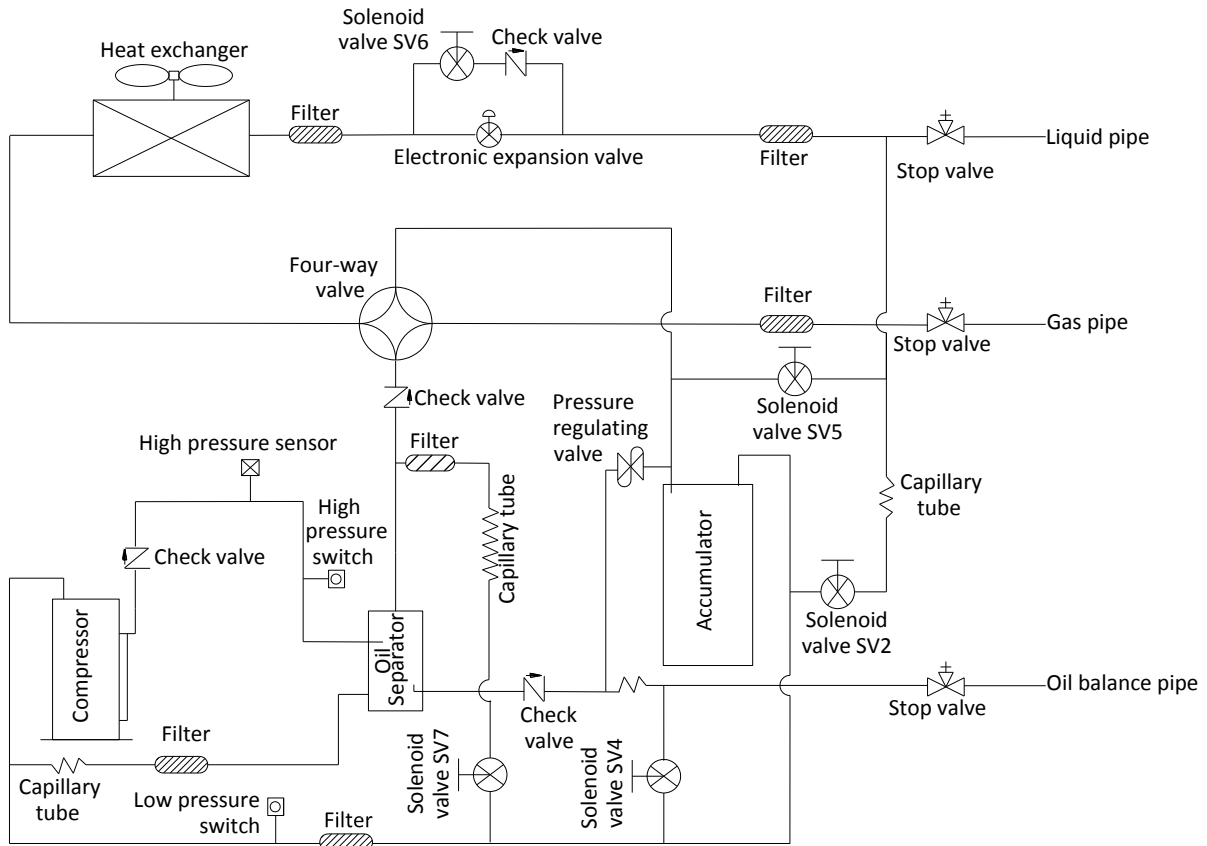 Solenoid
valve SV6
Check valve
Heat exchanger
Filter
Electronic expansion valve
Filter
Stop valve
Liquid pipe
Four-way
valve
Filter
Stop valve
Gas pipe
Check valve
Solenoid
valve SV5
Pressure
regulating
valve
High pressure sensor
Filter
Capillary tube
High
pressure
switch
Check valve
Capillary
tube
Accumulator
Compressor
Oil
Separator
Solenoid
valve SV2
Oil balance pipe
Stop valve
Check
valve
Filter
Capillary
tube
Solenoid
valve SV7
Solenoid
valve SV4
Low pressure
switch
Filter